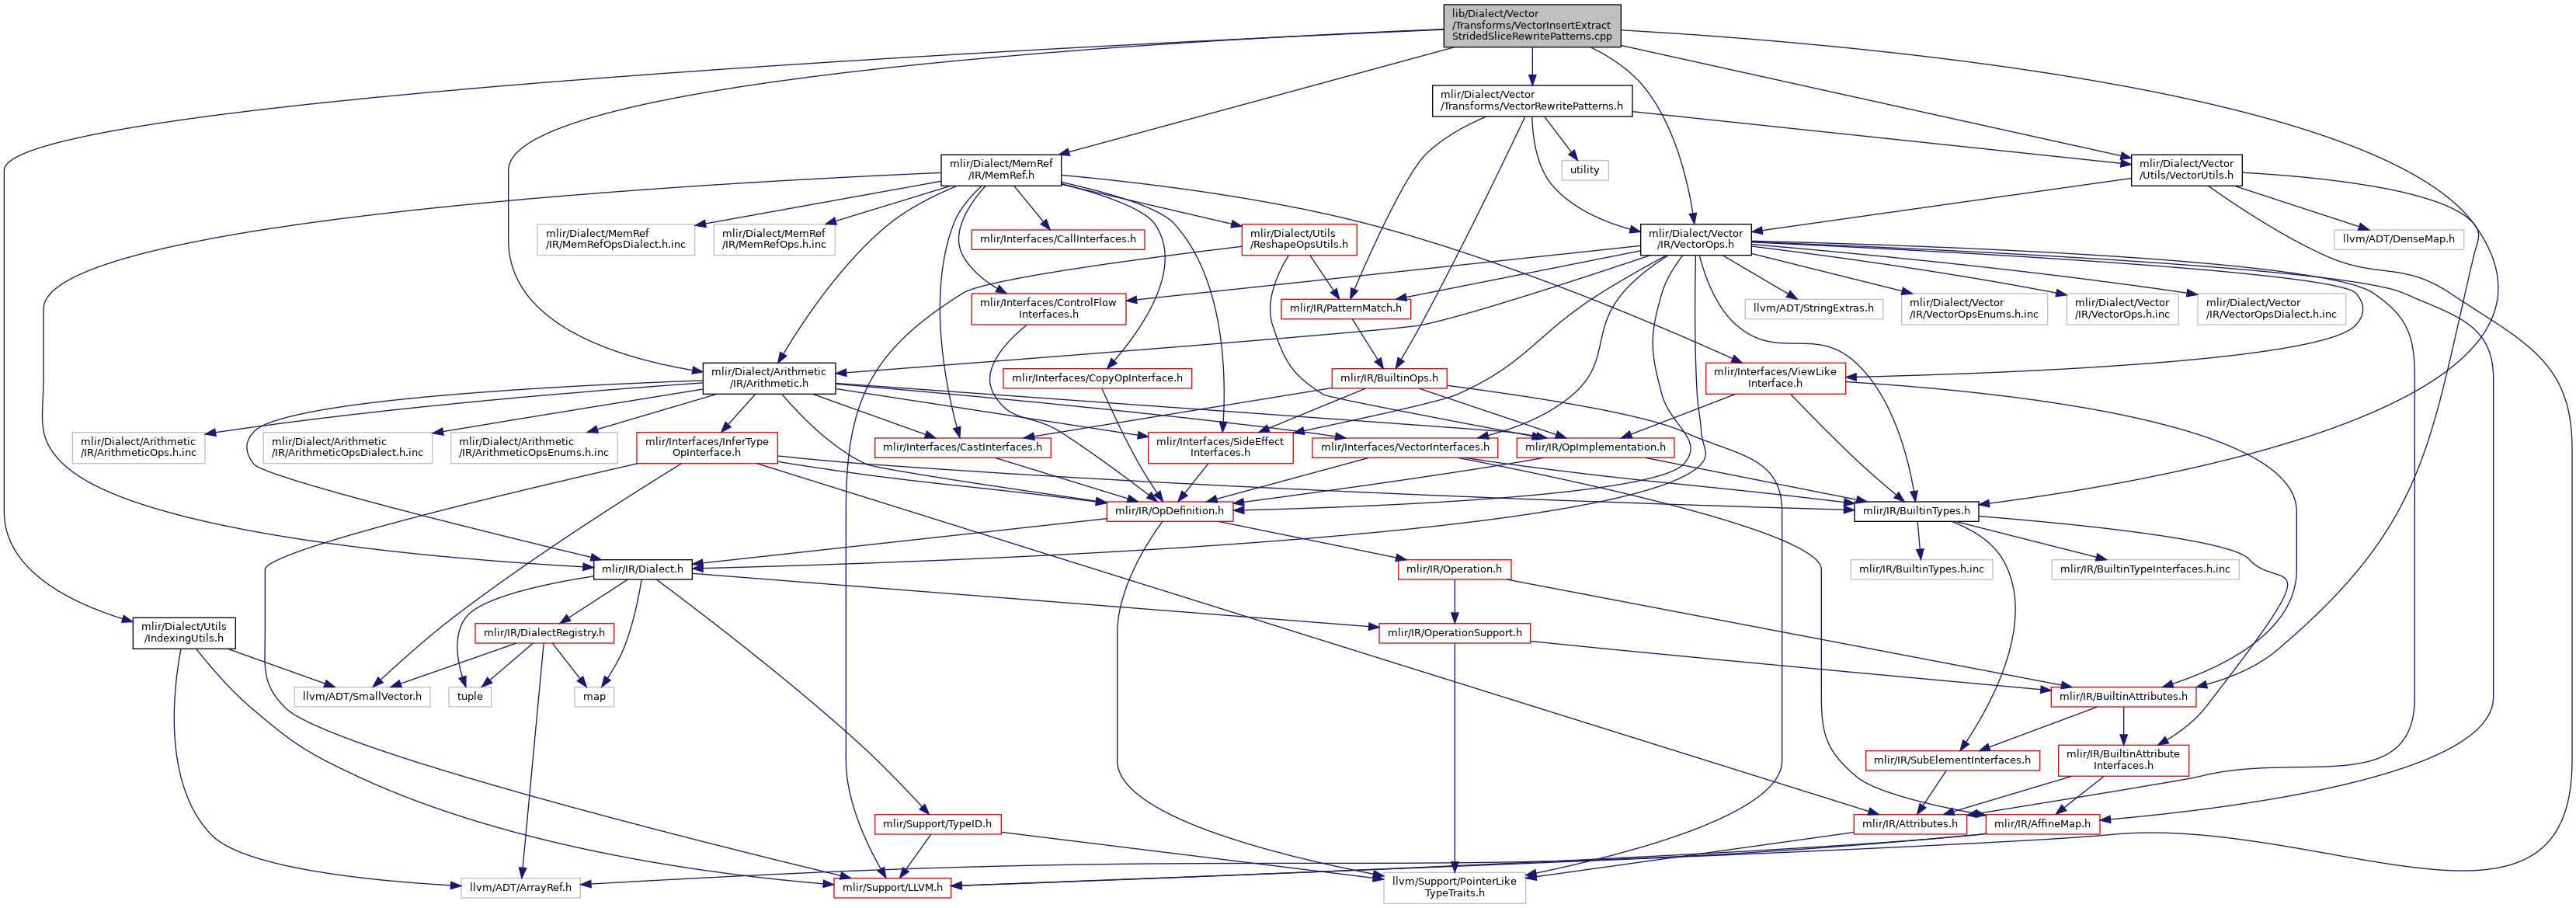 lib/Dialect/Vector
/Transforms/VectorInsertExtract
StridedSliceRewritePatterns.cpp
mlir/Dialect/Vector
/Transforms/VectorRewritePatterns.h
mlir/Dialect/MemRef
/IR/MemRef.h
utility
mlir/Dialect/Vector
/Utils/VectorUtils.h
mlir/Dialect/MemRef
/IR/MemRefOpsDialect.h.inc
mlir/Dialect/MemRef
/IR/MemRefOps.h.inc
mlir/Interfaces/CallInterfaces.h
mlir/Dialect/Utils
/ReshapeOpsUtils.h
mlir/Dialect/Vector
/IR/VectorOps.h
llvm/ADT/DenseMap.h
mlir/Interfaces/ControlFlow
Interfaces.h
mlir/IR/PatternMatch.h
llvm/ADT/StringExtras.h
mlir/Dialect/Vector
/IR/VectorOpsEnums.h.inc
mlir/Dialect/Vector
/IR/VectorOps.h.inc
mlir/Dialect/Vector
/IR/VectorOpsDialect.h.inc
mlir/Dialect/Arithmetic
/IR/Arithmetic.h
mlir/Interfaces/CopyOpInterface.h
mlir/IR/BuiltinOps.h
mlir/Interfaces/ViewLike
Interface.h
mlir/Dialect/Arithmetic
/IR/ArithmeticOps.h.inc
mlir/Dialect/Arithmetic
/IR/ArithmeticOpsDialect.h.inc
mlir/Dialect/Arithmetic
/IR/ArithmeticOpsEnums.h.inc
mlir/Interfaces/InferType
OpInterface.h
mlir/Interfaces/CastInterfaces.h
mlir/Interfaces/SideEffect
Interfaces.h
mlir/Interfaces/VectorInterfaces.h
mlir/IR/OpImplementation.h
mlir/IR/OpDefinition.h
mlir/IR/BuiltinTypes.h
mlir/IR/Dialect.h
mlir/IR/Operation.h
mlir/IR/BuiltinTypes.h.inc
mlir/IR/BuiltinTypeInterfaces.h.inc
mlir/Dialect/Utils
/IndexingUtils.h
mlir/IR/DialectRegistry.h
mlir/IR/OperationSupport.h
llvm/ADT/SmallVector.h
tuple
map
mlir/IR/BuiltinAttributes.h
mlir/IR/SubElementInterfaces.h
mlir/IR/BuiltinAttribute
Interfaces.h
mlir/Support/TypeID.h
mlir/IR/Attributes.h
mlir/IR/AffineMap.h
llvm/ADT/ArrayRef.h
mlir/Support/LLVM.h
llvm/Support/PointerLike
TypeTraits.h